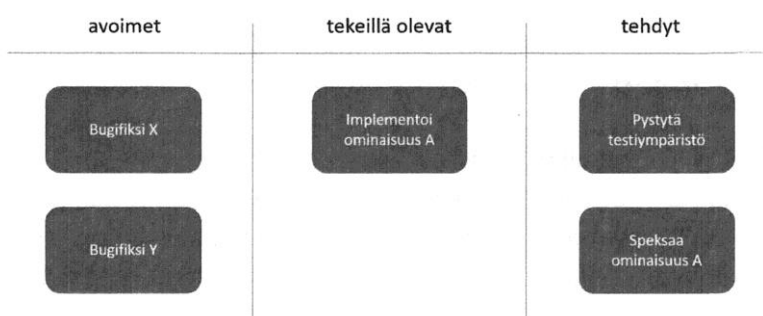 avoimet
tekeillä olevat
tehdyt
Bugifiksi X
Implementoi
ominaisuus A
Pystytä
testiympäristö
Bugifiksi Y
Speksaa
ominaisuus A